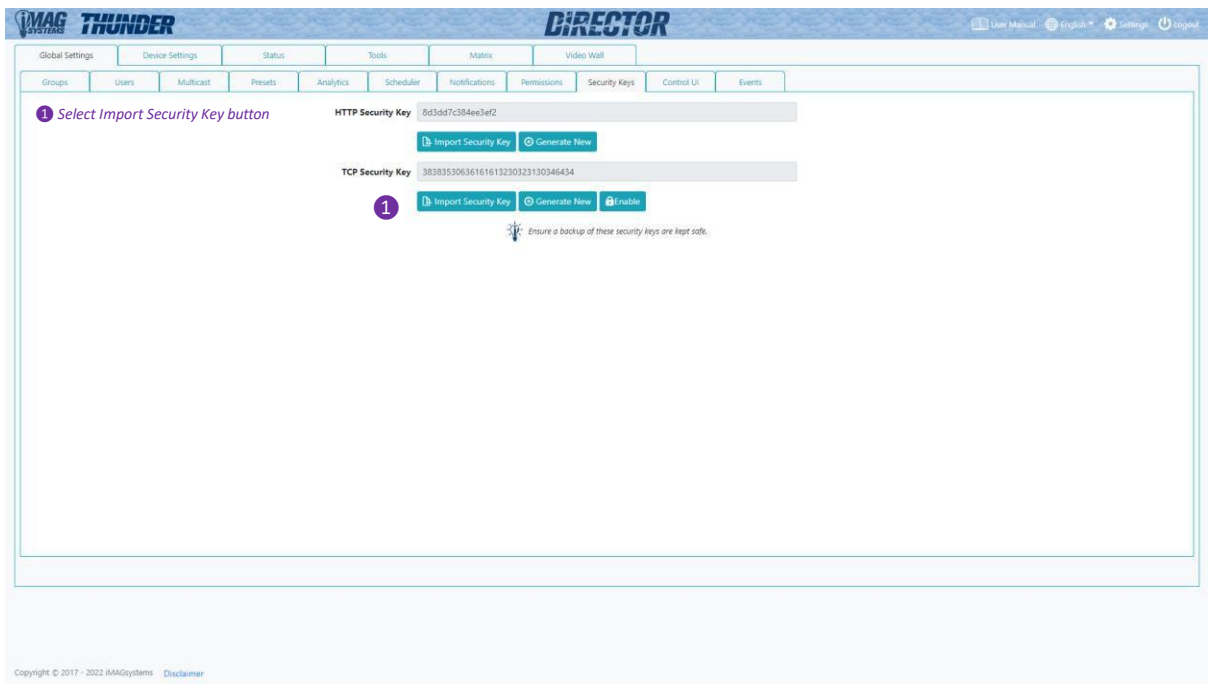 iMAG SYSTEMS THUNDER DiRECTOR User Manual English Settings Logout
Global Settings Device Settings Status Tools Matrix Video Wall
Groups Users Multicast Presets Analytics Scheduler Notifications Permissions Security Keys Control UI Events
1 Select Import Security Key button
HTTP Security Key 8d3dd7c384ee3ef2
Import Security Key Generate New
TCP Security Key 38383530636161613230323130346434
1 Import Security Key Generate New Enable
Ensure a backup of these security keys are kept safe.
Copyright © 2017 - 2022 iMAGsystems Disclaimer